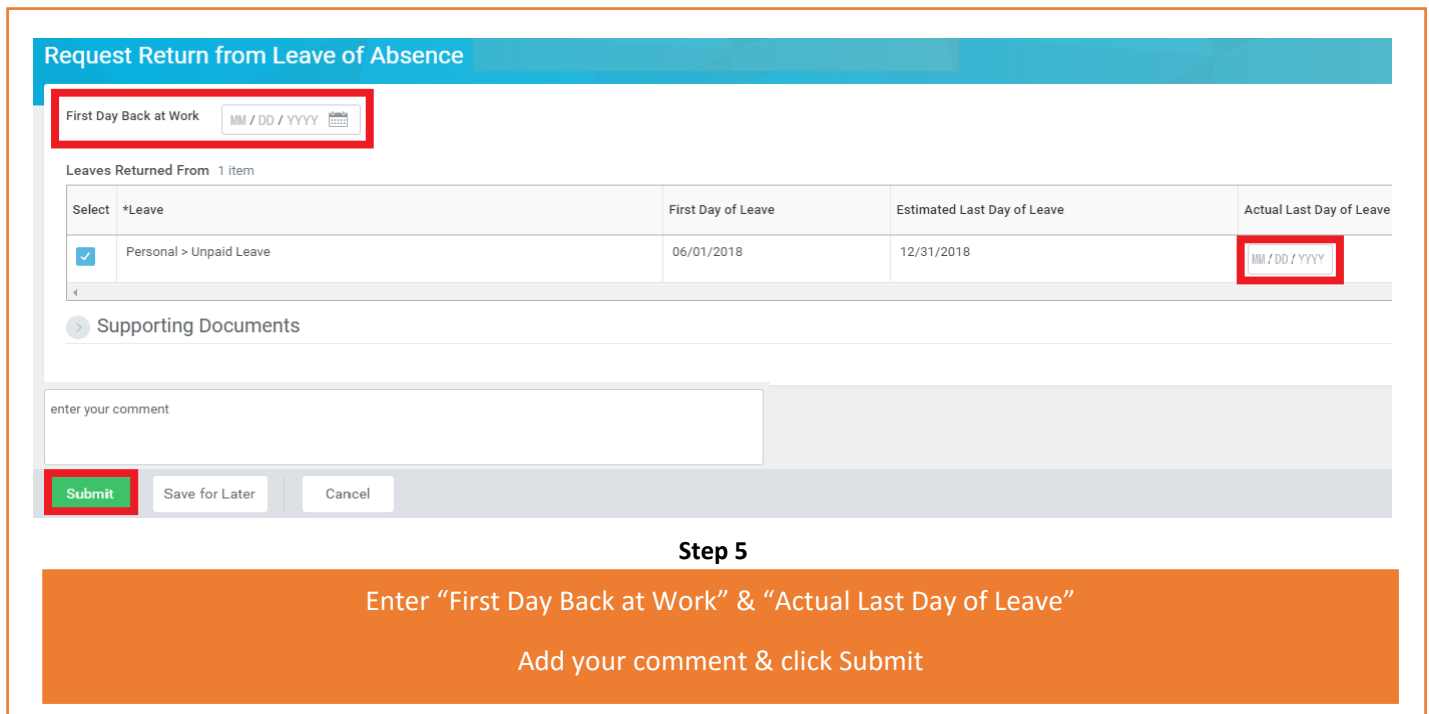 Request Return from Leave of Absence
First Day Back at Work MM / DD / YYYY
Leaves Returned From 1 item
Select *Leave First Day of Leave Estimated Last Day of Leave Actual Last Day of Leave
Personal > Unpaid Leave 06/01/2018 12/31/2018 MM / DD / YYYY
Supporting Documents
enter your comment
Submit Save for Later Cancel
Step 5
Enter “First Day Back at Work” & “Actual Last Day of Leave”
Add your comment & click Submit